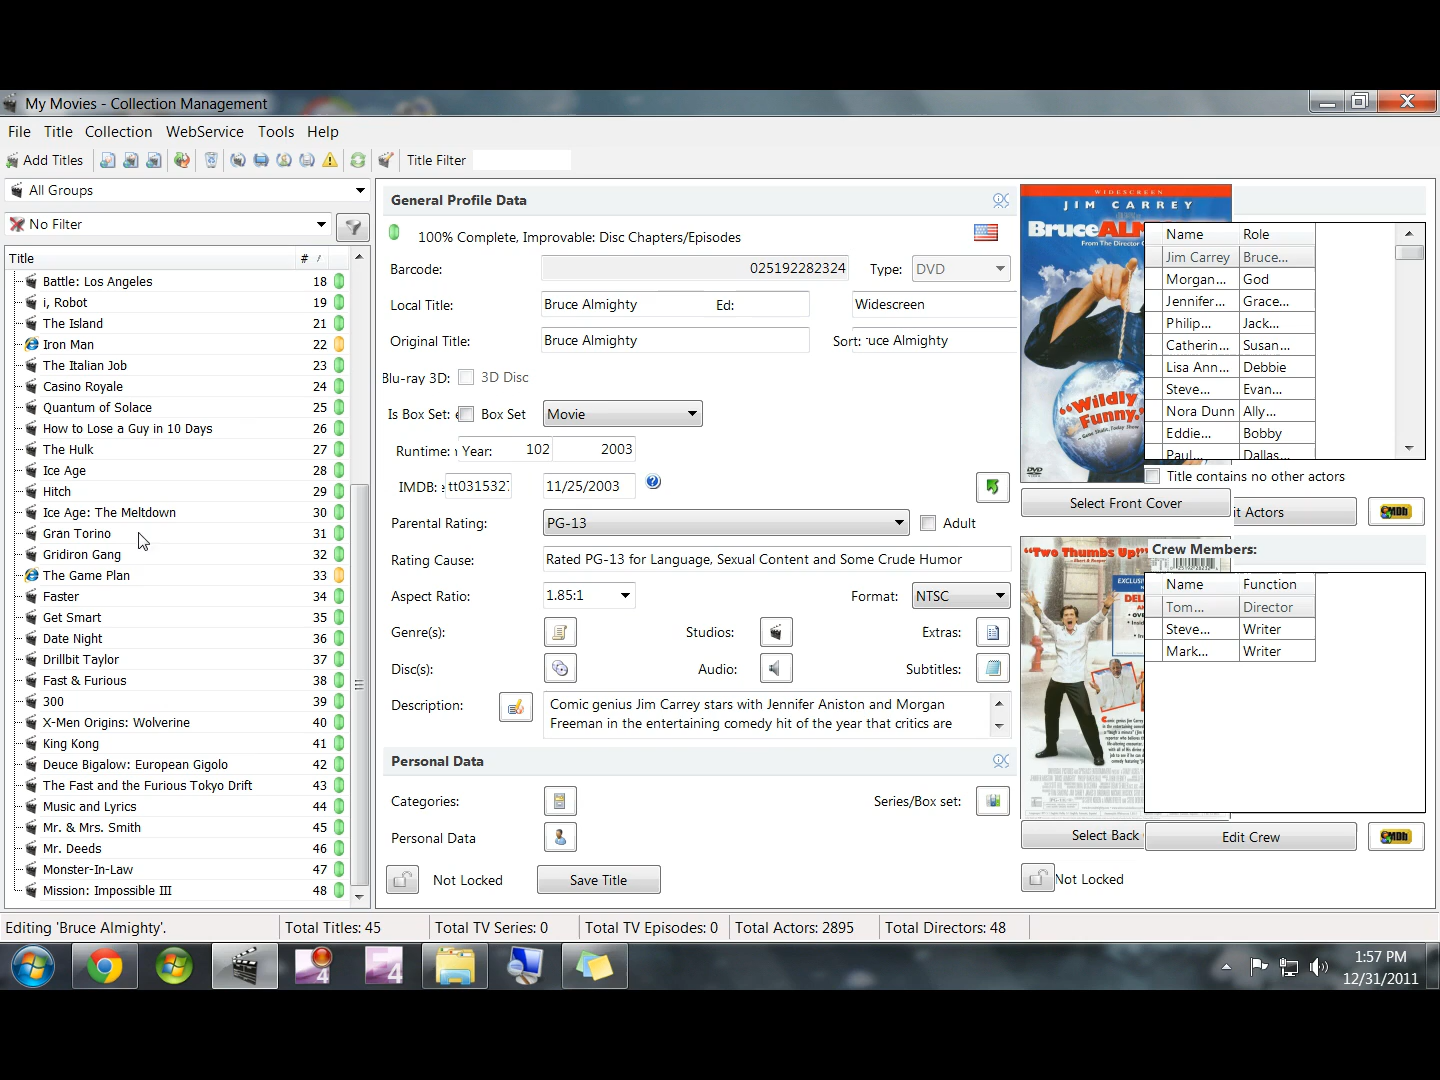 My Movies - Collection Management
File Title Collection WebService Tools Help
Add Titles Title Filter
All Groups
No Filter
Title #
Battle: Los Angeles 18
i, Robot 19
The Island 21
Iron Man 22
The Italian Job 23
Casino Royale 24
Quantum of Solace 25
How to Lose a Guy in 10 Days 26
The Hulk 27
Ice Age 28
Hitch 29
Ice Age: The Meltdown 30
Gran Torino 31
Gridiron Gang 32
The Game Plan 33
Faster 34
Get Smart 35
Date Night 36
Drillbit Taylor 37
Fast & Furious 38
300 39
X-Men Origins: Wolverine 40
King Kong 41
Deuce Bigalow: European Gigolo 42
The Fast and the Furious Tokyo Drift 43
Music and Lyrics 44
Mr. & Mrs. Smith 45
Mr. Deeds 46
Monster-In-Law 47
Mission: Impossible III 48
General Profile Data
100% Complete, Improvable: Disc Chapters/Episodes
Barcode: 025192282324 Type: DVD
Local Title: Bruce Almighty Ed: Widescreen
Original Title: Bruce Almighty Sort: uce Almighty
Blu-ray 3D: 3D Disc
Is Box Set: Box Set Movie
Runtime: Year: 102 2003
IMDB: tt0315327 11/25/2003
Parental Rating: PG-13 Adult
Rating Cause: Rated PG-13 for Language, Sexual Content and Some Crude Humor
Aspect Ratio: 1.85:1 Format: NTSC
Genre(s): Studios: Extras:
Disc(s): Audio: Subtitles:
Description: Comic genius Jim Carrey stars with Jennifer Aniston and Morgan
Freeman in the entertaining comedy hit of the year that critics are
Personal Data
Categories: Series/Box set:
Personal Data
Not Locked Save Title
WIDESCREEN
JIM CARREY
Bruce AL
From The Director
"Wildly
Funny."
DVD
Select Front Cover
"Two Thumbs Up!"
Select Back
Not Locked
Name Role
Jim Carrey Bruce...
Morgan... God
Jennifer... Grace...
Philip... Jack...
Catherin... Susan...
Lisa Ann... Debbie
Steve... Evan...
Nora Dunn Ally...
Eddie... Bobby
Paul... Dallas...
Title contains no other actors
it Actors IMDb
Crew Members:
Name Function
Tom... Director
Steve... Writer
Mark... Writer
Edit Crew IMDb
Editing 'Bruce Almighty'. Total Titles: 45 Total TV Series: 0 Total TV Episodes: 0 Total Actors: 2895 Total Directors: 48
4 4
1:57 PM
12/31/2011